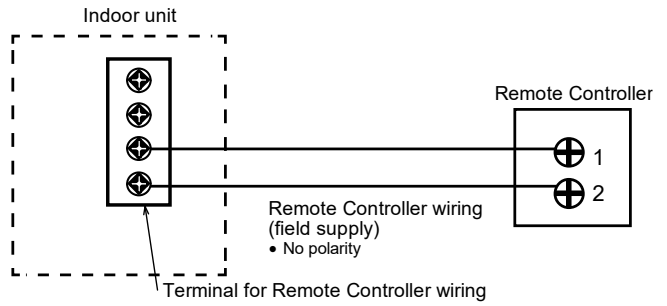 Indoor unit
Remote Controller
1
2
Remote Controller wiring
(field supply)
• No polarity
Terminal for Remote Controller wiring